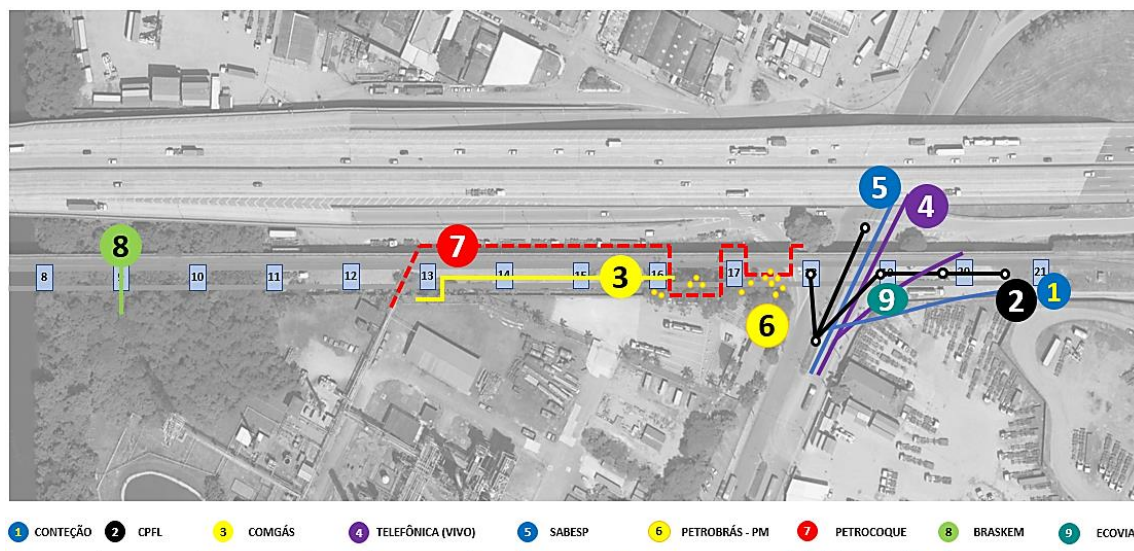 5
4
8
7
8
10
11
12
13
14
15
3
16
17
20
21
9
2
1
6
1 CONTEÇÃO
2 CPFL
3 COMGÁS
4 TELEFÔNICA (VIVO)
5 SABESP
6 PETROBRÁS - PM
7 PETROCOQUE
8 BRASKEM
9 ECOVIA